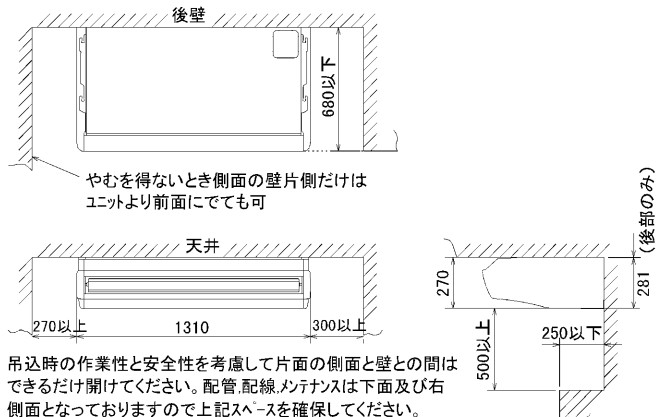 後壁
680以下
やむを得ないとき側面の壁片側だけは
ユニットより前面にでても可
天井
270以上
1310
300以上
270
281
(後部のみ)
500以上
250以下
吊込時の作業性と安全性を考慮して片面の側面と壁との間は
できるだけ開けてください。配管,配線,メンテナンスは下面及び右
側面となっておりますので上記スペースを確保してください。